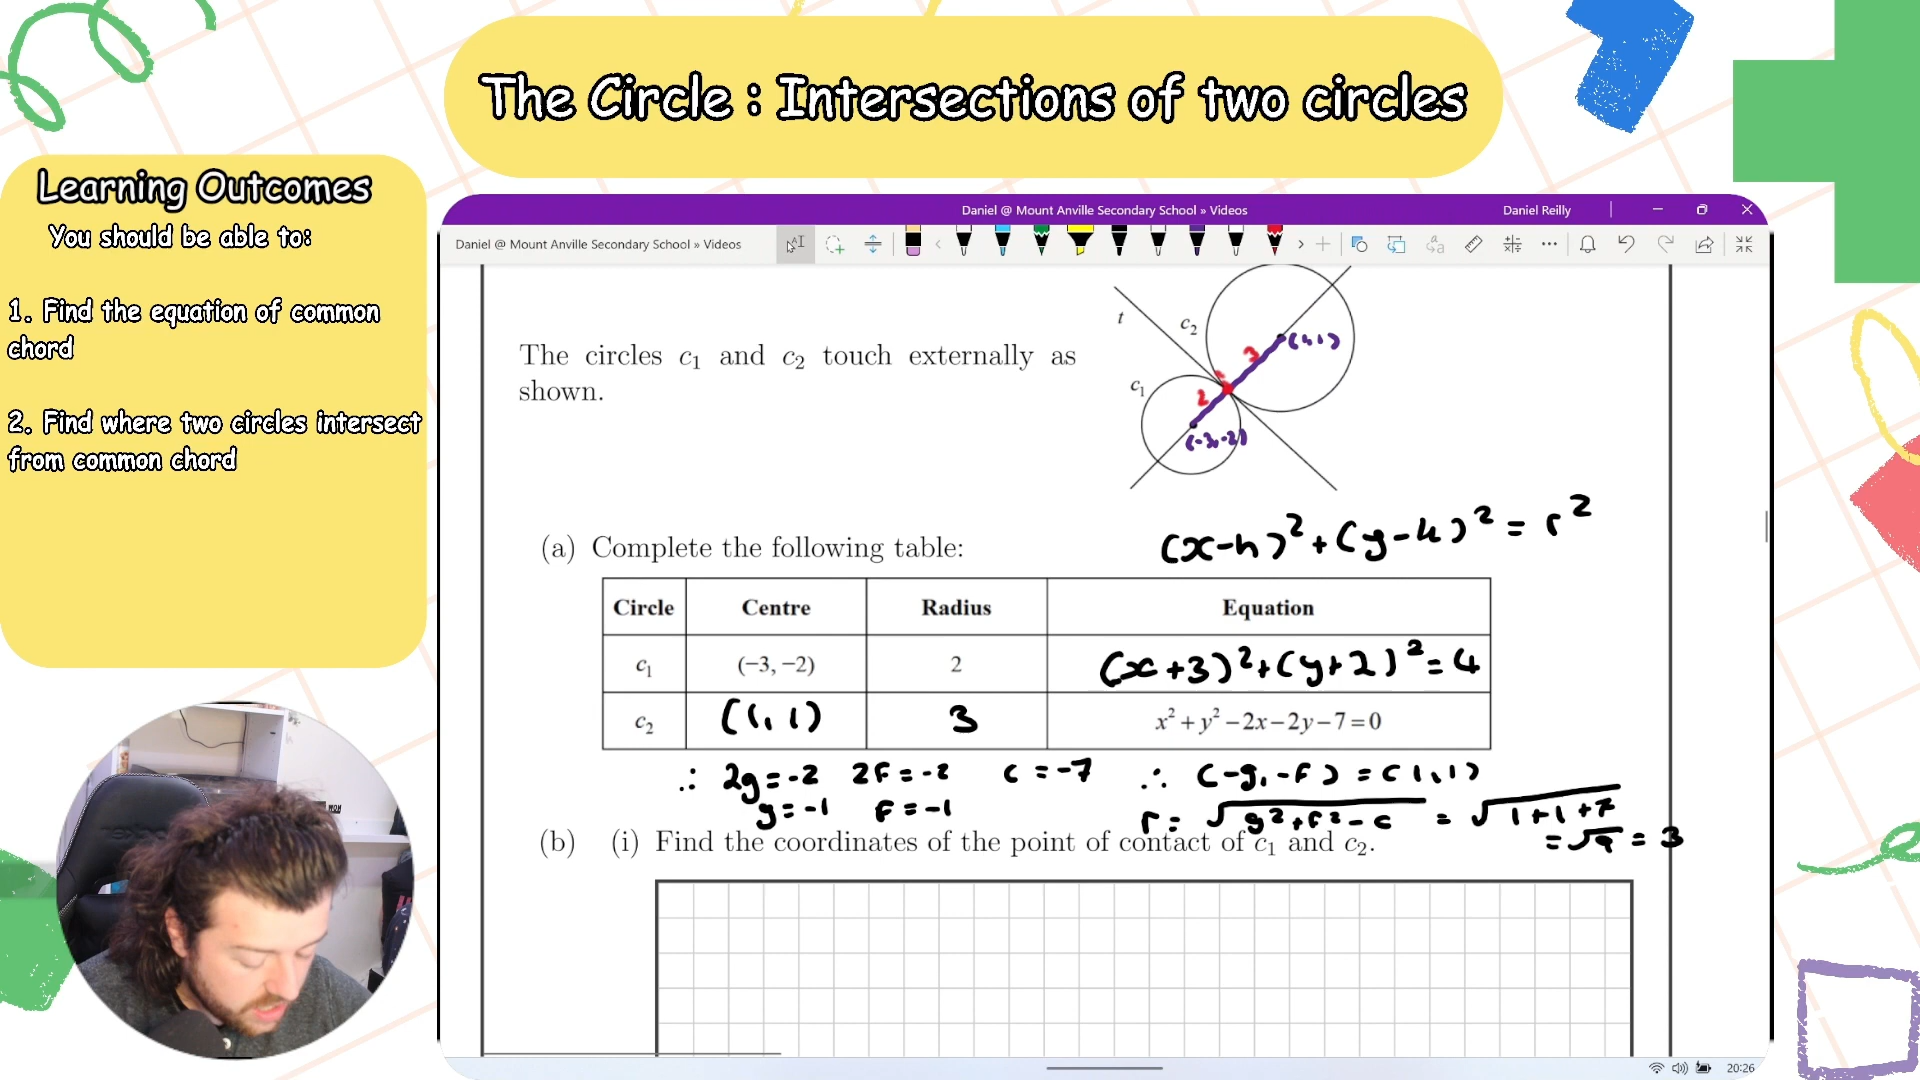 The Circle : Intersections of two circles
Learning Outcomes
You should be able to:
1. Find the equation of common
chord
2. Find where two circles intersect
from common chord
Daniel @ Mount Anville Secondary School » Videos
Daniel Reilly
Daniel @ Mount Anville Secondary School » Videos
The circles c₁ and c₂ touch externally as
shown.
t
c₂
c₁
(1,1)
3
2
(-3,-2)
(x-h)²+(y-k)²=r²
(a) Complete the following table:
Circle Centre Radius Equation
c₁ (−3, −2) 2 (x+3)²+(y+2)²=4
c₂ (1,1) 3 x² + y² − 2x − 2y − 7 = 0
∴ 2g=-2 2f=-2 c=-7 ∴ (-g,-f)=(1,1)
g=-1 f=-1 r=√g²+f²-c = √1+1+7
=√9 = 3
(b) (i) Find the coordinates of the point of contact of c₁ and c₂.
20:26